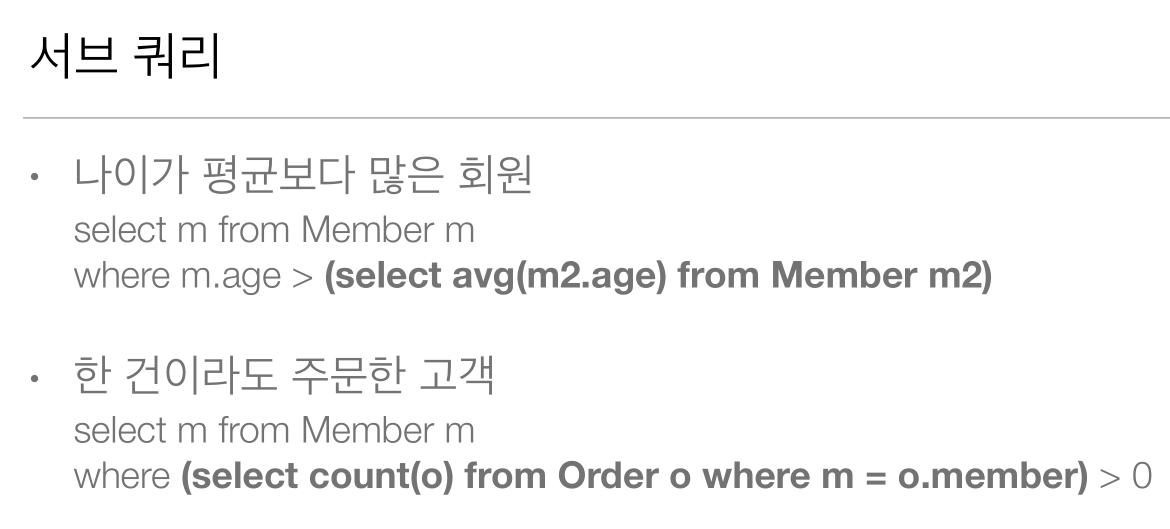 서브 쿼리
• 나이가 평균보다 많은 회원
select m from Member m
where m.age > (select avg(m2.age) from Member m2)
• 한 건이라도 주문한 고객
select m from Member m
where (select count(o) from Order o where m = o.member) > 0